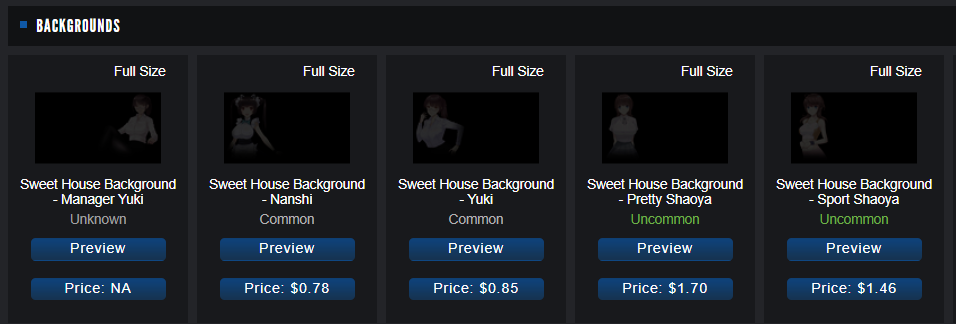 BACKGROUNDS
Full Size
Sweet House Background
- Manager Yuki
Unknown
Preview
Price: NA
Full Size
Sweet House Background
- Nanshi
Common
Preview
Price: $0.78
Full Size
Sweet House Background
- Yuki
Common
Preview
Price: $0.85
Full Size
Sweet House Background
- Pretty Shaoya
Uncommon
Preview
Price: $1.70
Full Size
Sweet House Background
- Sport Shaoya
Uncommon
Preview
Price: $1.46